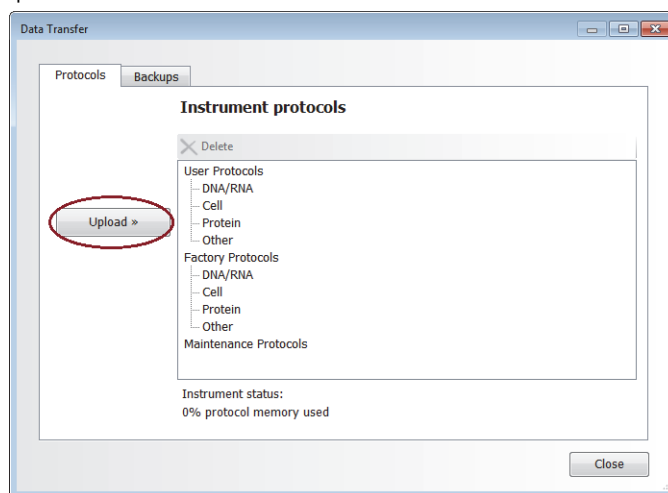 Data Transfer
Protocols Backups
Instrument protocols
Delete
User Protocols
DNA/RNA
Cell
Protein
Other
Upload »
Factory Protocols
DNA/RNA
Cell
Protein
Other
Maintenance Protocols
Instrument status:
0% protocol memory used
Close